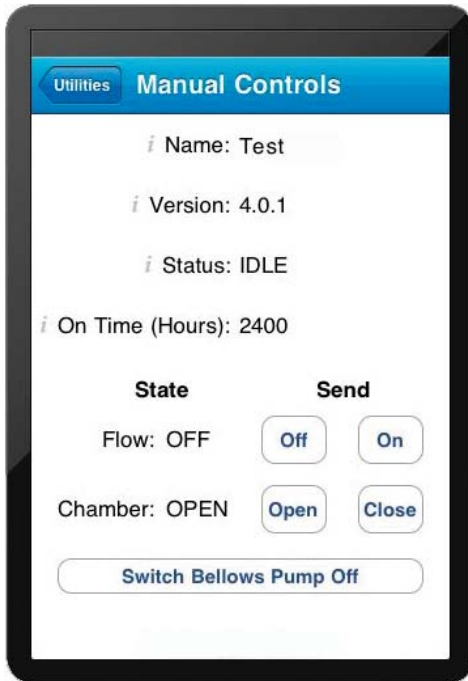 Utilities Manual Controls
i Name: Test
i Version: 4.0.1
i Status: IDLE
i On Time (Hours): 2400
State Send
Flow: OFF Off On
Chamber: OPEN Open Close
Switch Bellows Pump Off